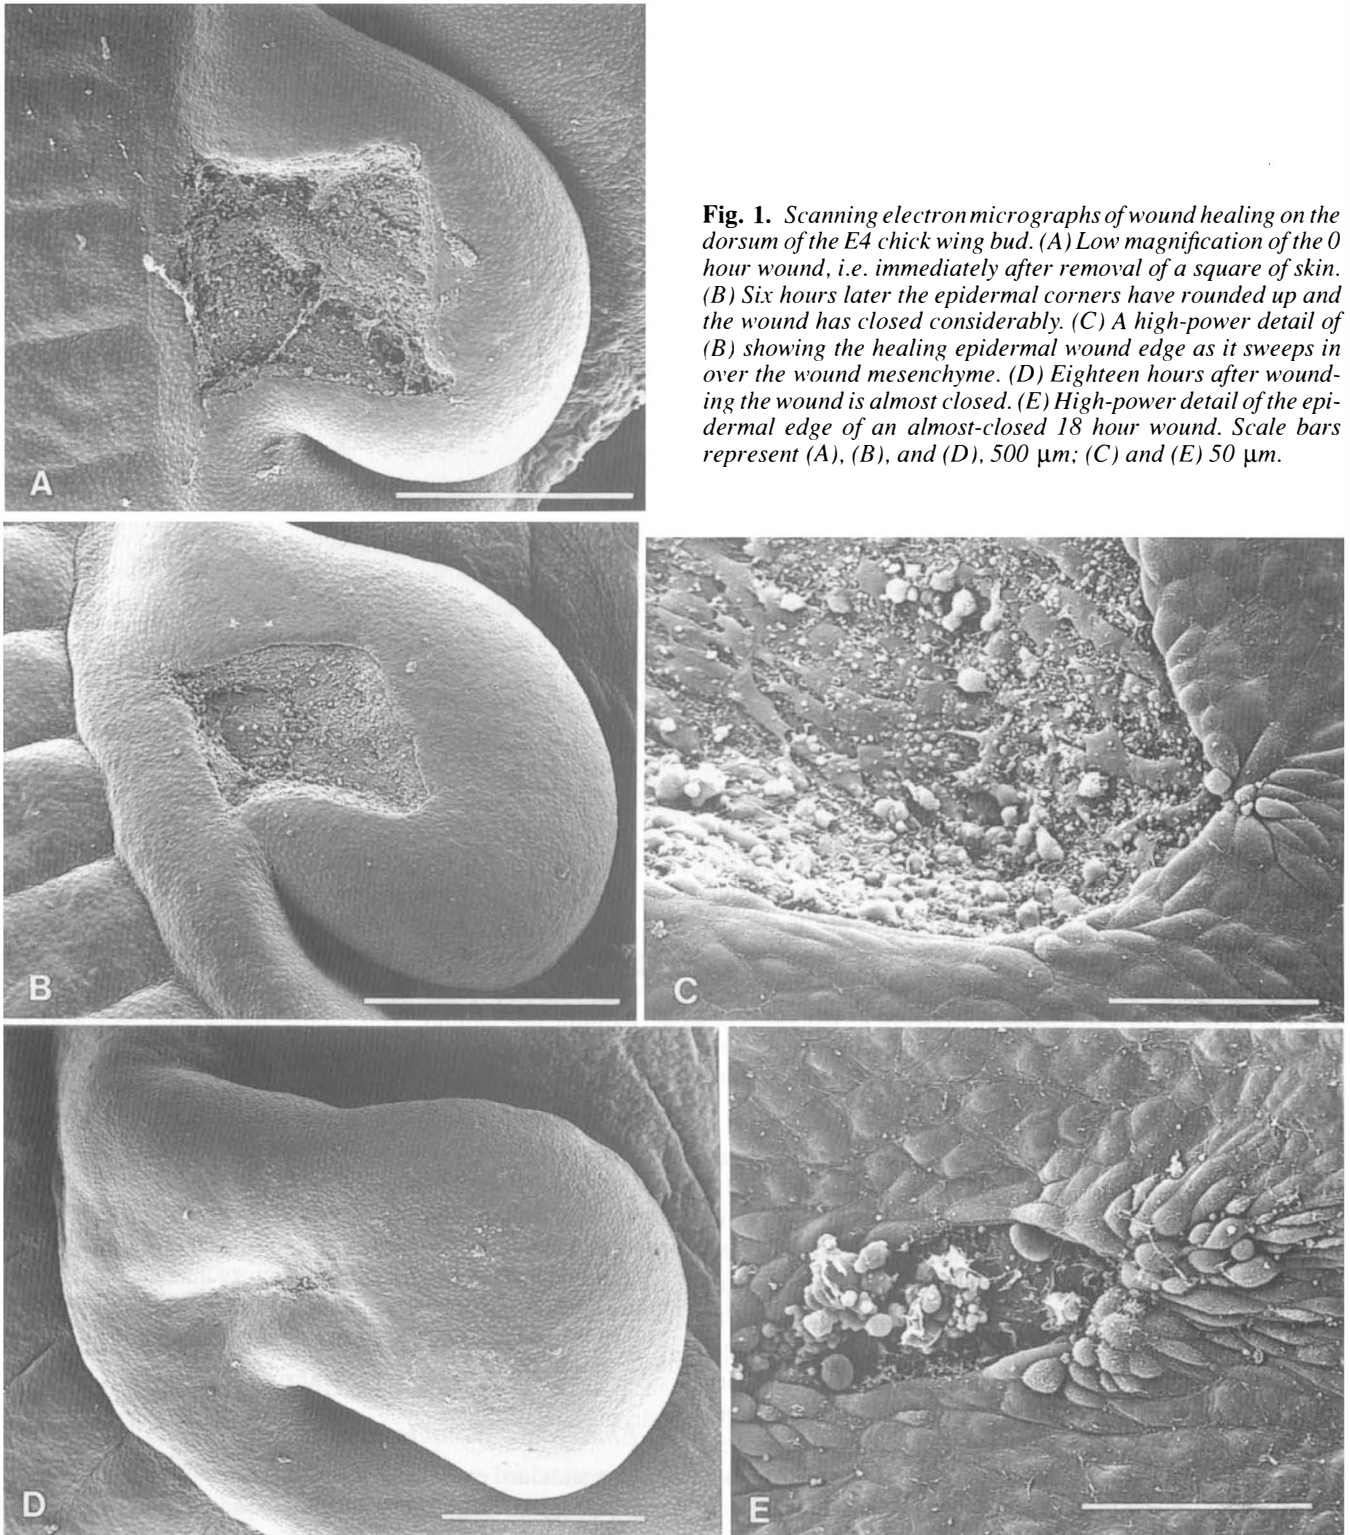 Fig. 1. Scanning electron micrographs of wound healing on the
dorsum of the E4 chick wing bud. (A) Low magnification of the 0
hour wound, i.e. immediately after removal of a square of skin.
(B) Six hours later the epidermal corners have rounded up and
the wound has closed considerably. (C) A high-power detail of
(B) showing the healing epidermal wound edge as it sweeps in
over the wound mesenchyme. (D) Eighteen hours after wound-
ing the wound is almost closed. (E) High-power detail of the epi-
dermal edge of an almost-closed 18 hour wound. Scale bars
represent (A), (B), and (D), 500 μm; (C) and (E) 50 μm.
A
B
C
D
E